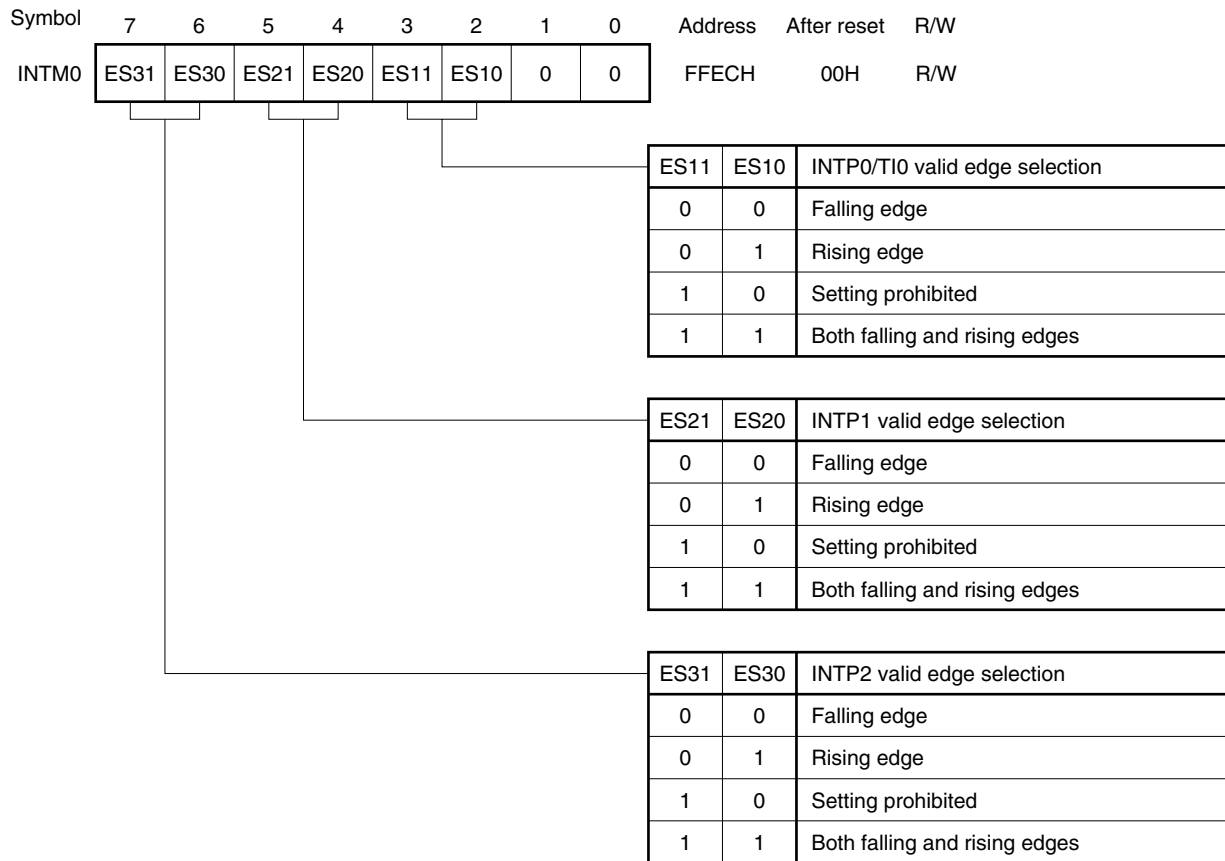 Symbol 7 6 5 4 3 2 1 0 Address After reset R/W
INTM0 ES31 ES30 ES21 ES20 ES11 ES10 0 0 FFECH 00H R/W
ES11 ES10 INTP0/TI0 valid edge selection
0 0 Falling edge
0 1 Rising edge
1 0 Setting prohibited
1 1 Both falling and rising edges
ES21 ES20 INTP1 valid edge selection
0 0 Falling edge
0 1 Rising edge
1 0 Setting prohibited
1 1 Both falling and rising edges
ES31 ES30 INTP2 valid edge selection
0 0 Falling edge
0 1 Rising edge
1 0 Setting prohibited
1 1 Both falling and rising edges